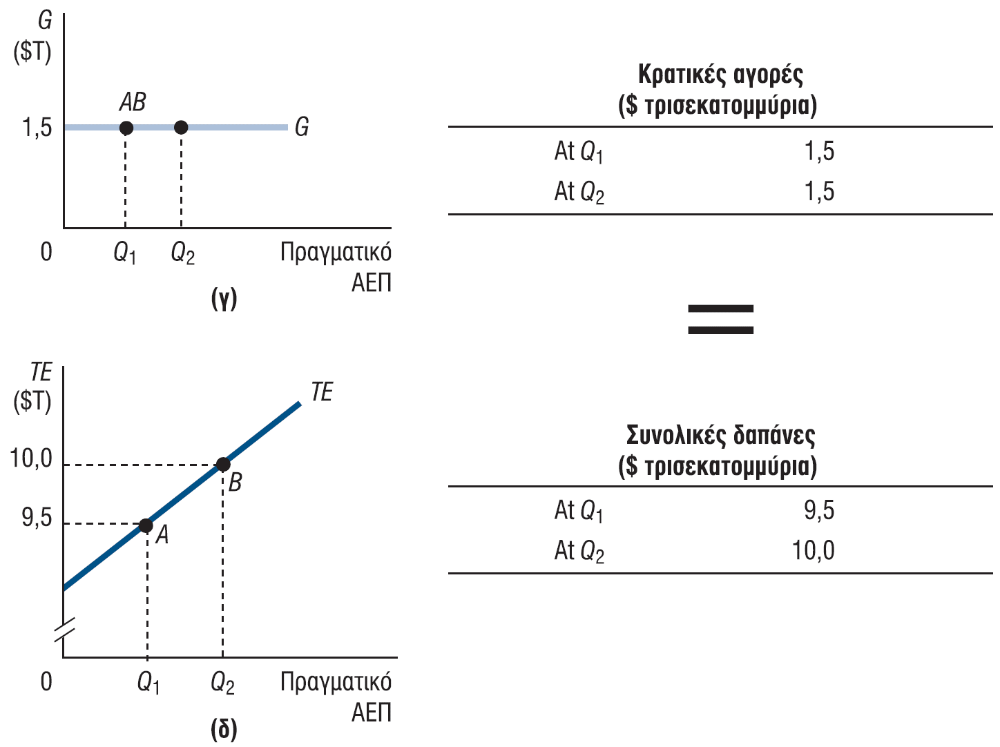 G
($T)
AB
1,5
G
0
Q1
Q2
Πραγματικό
ΑΕΠ
(γ)
Κρατικές αγορές
($ τρισεκατομμύρια)
At Q1 1,5
At Q2 1,5
=
TE
($T)
TE
10,0
B
9,5
A
0
Q1
Q2
Πραγματικό
ΑΕΠ
(δ)
Συνολικές δαπάνες
($ τρισεκατομμύρια)
At Q1 9,5
At Q2 10,0